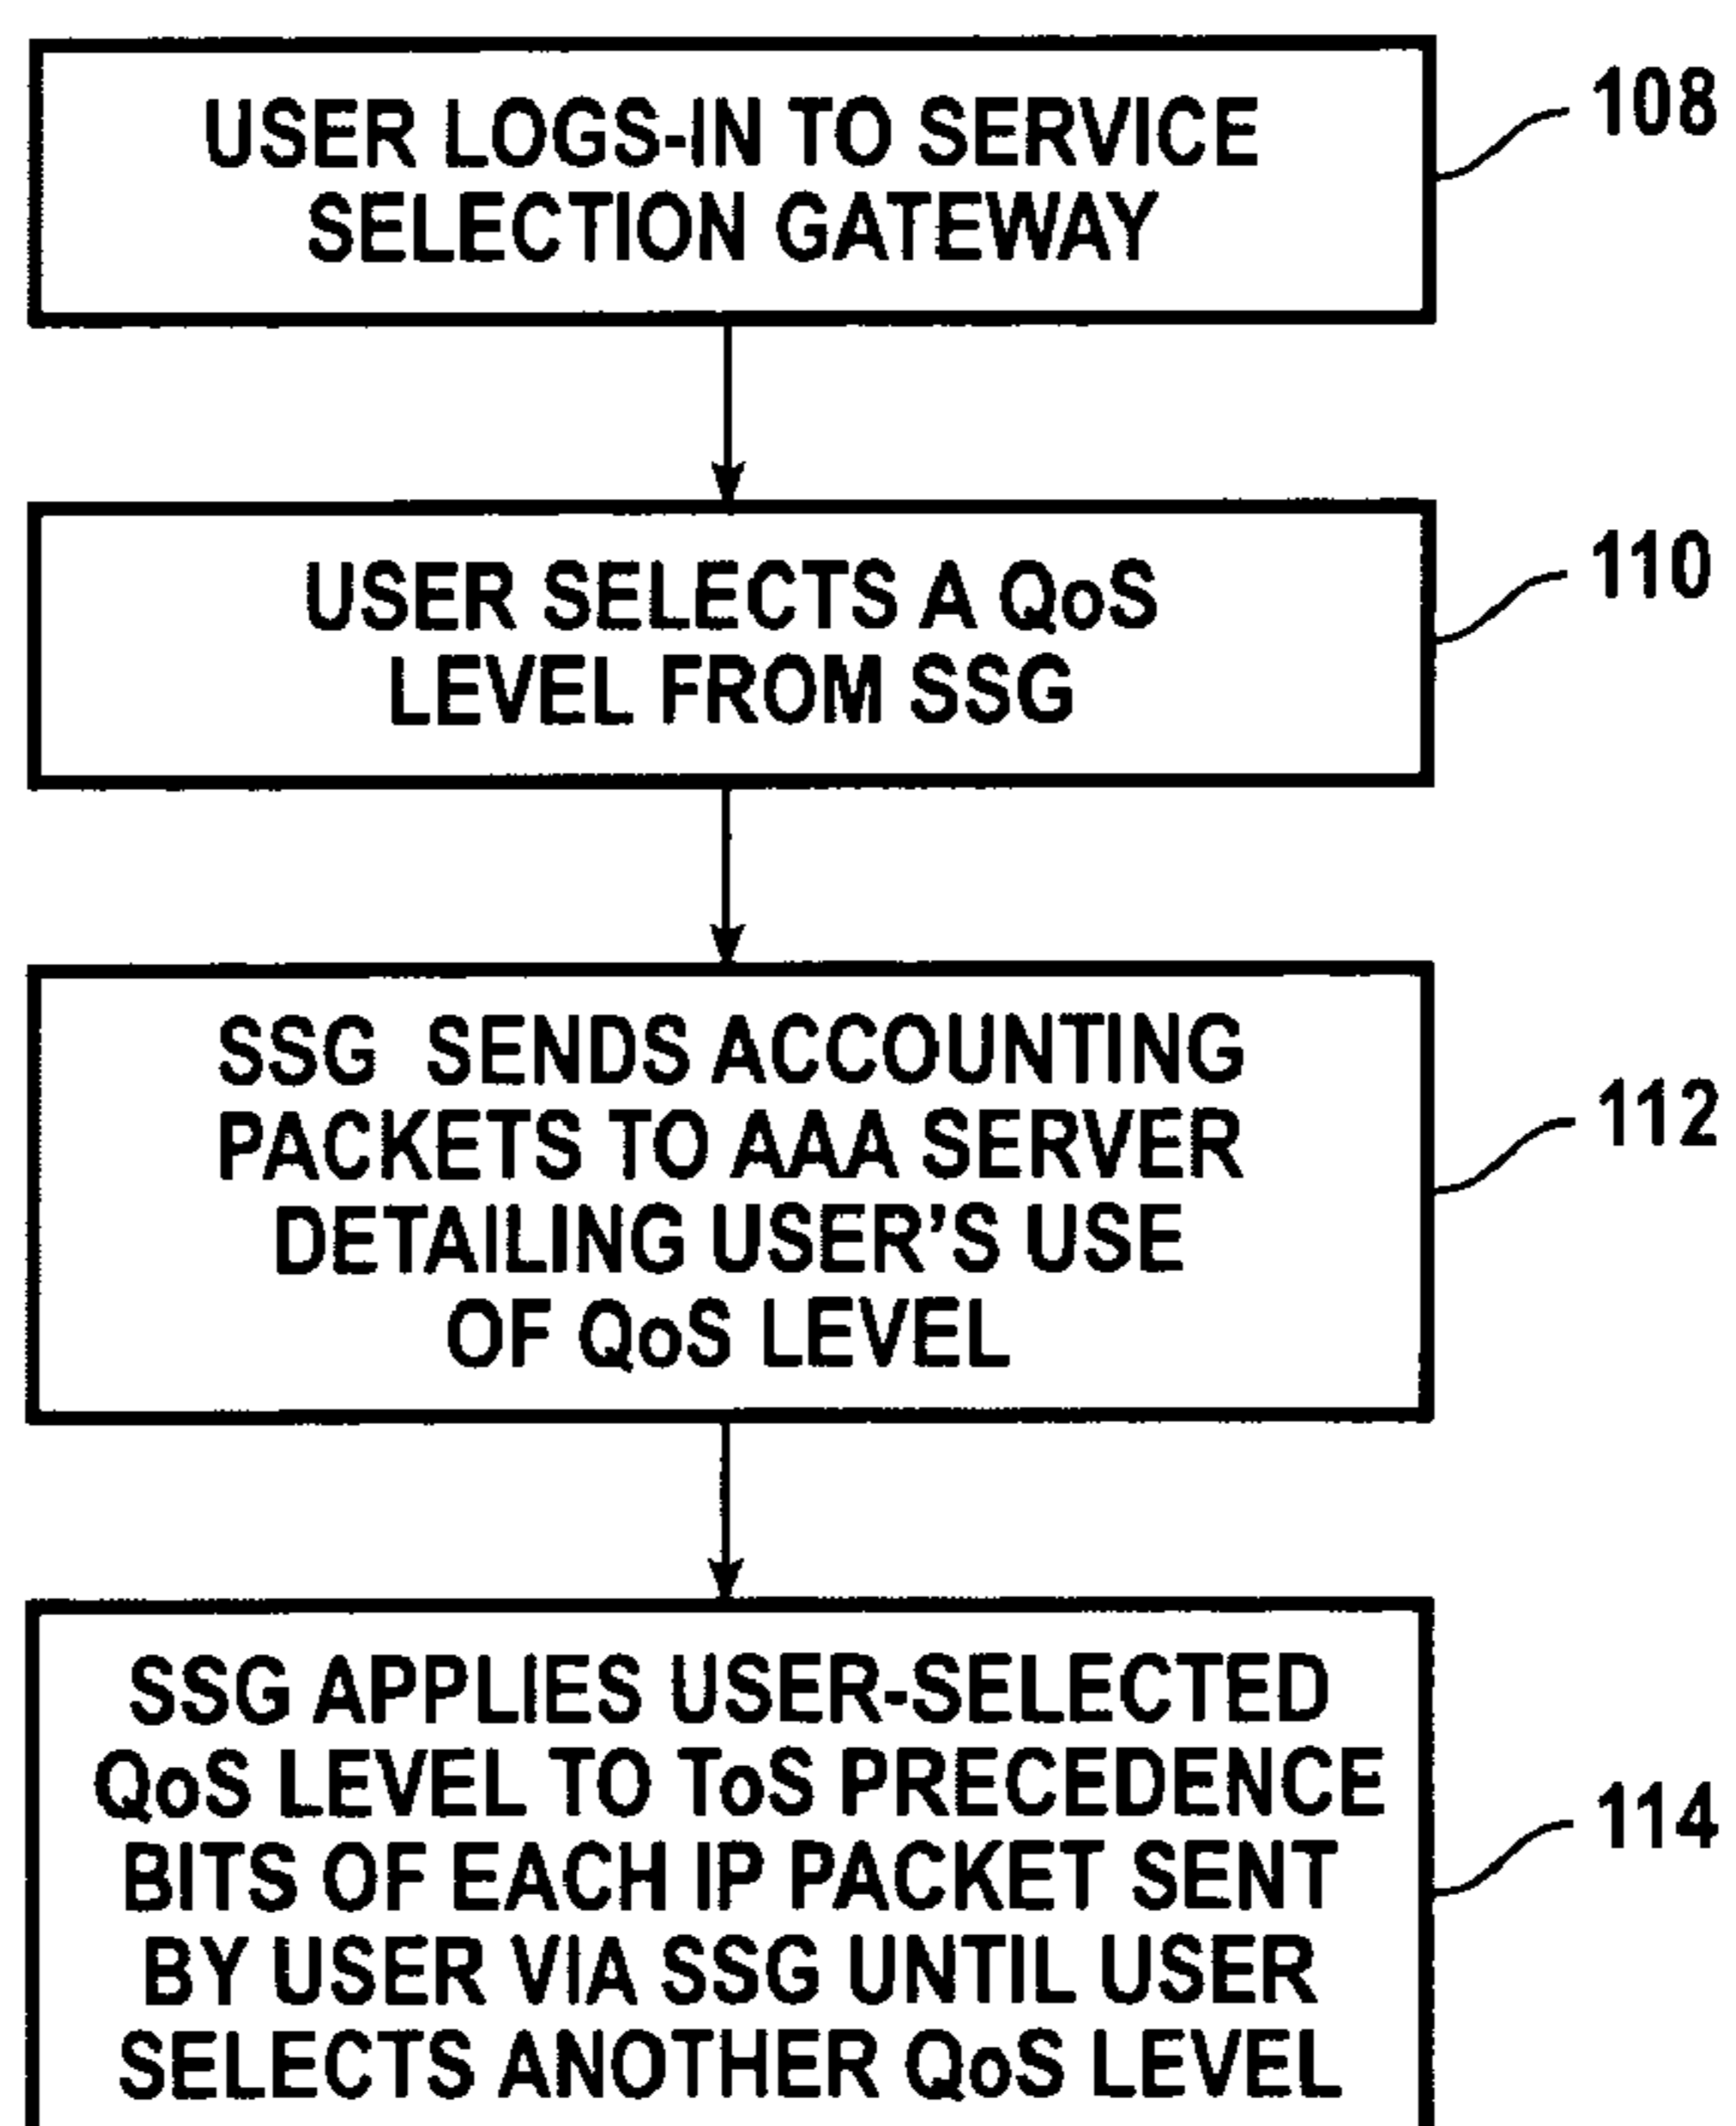 USER LOGS-IN TO SERVICE
SELECTION GATEWAY
108
USER SELECTS A QoS
LEVEL FROM SSG
110
SSG SENDS ACCOUNTING
PACKETS TO AAA SERVER
DETAILING USER'S USE
OF QoS LEVEL
112
SSG APPLIES USER-SELECTED
QoS LEVEL TO ToS PRECEDENCE
BITS OF EACH IP PACKET SENT
BY USER VIA SSG UNTIL USER
SELECTS ANOTHER QoS LEVEL
114